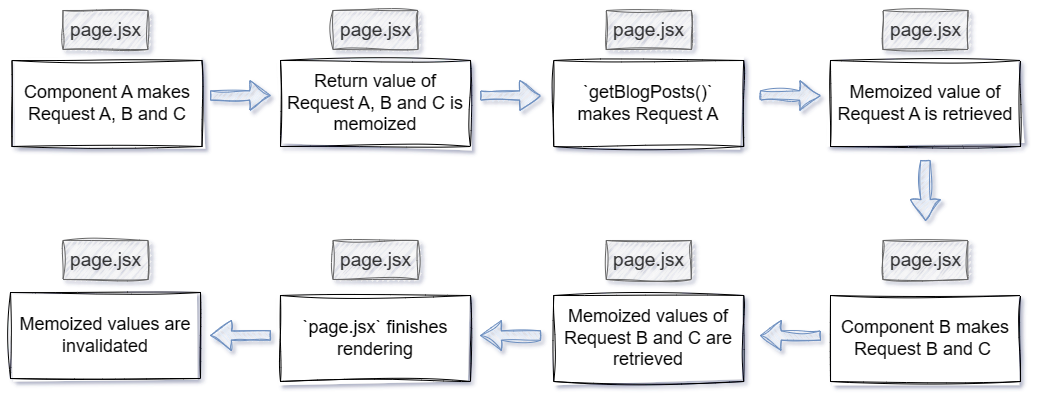 page.jsx
Component A makes
Request A, B and C
page.jsx
Return value of
Request A, B and C is
memoized
page.jsx
`getBlogPosts()`
makes Request A
page.jsx
Memoized value of
Request A is retrieved
page.jsx
Component B makes
Request B and C
page.jsx
Memoized values of
Request B and C are
retrieved
page.jsx
`page.jsx` finishes
rendering
page.jsx
Memoized values are
invalidated